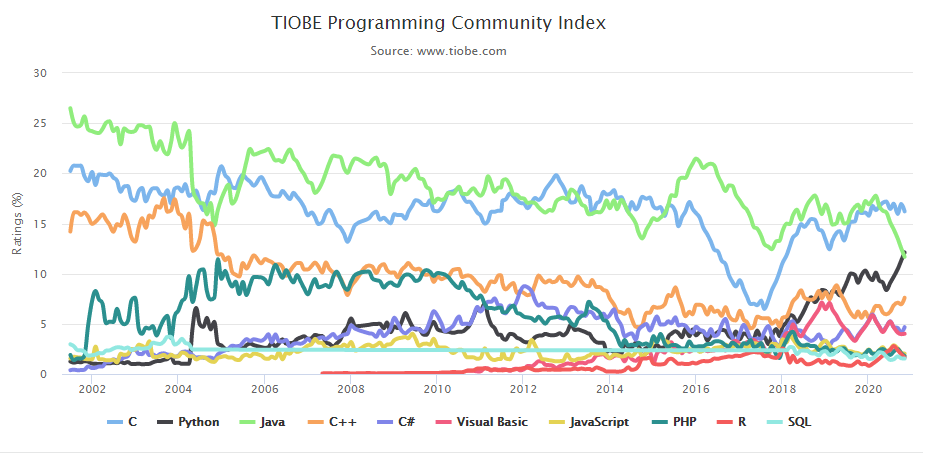 TIOBE Programming Community Index
Source: www.tiobe.com
30
25
20
15
10
5
0
Ratings (%)
2002 2004 2006 2008 2010 2012 2014 2016 2018 2020
C Python Java C++ C# Visual Basic JavaScript PHP R SQL